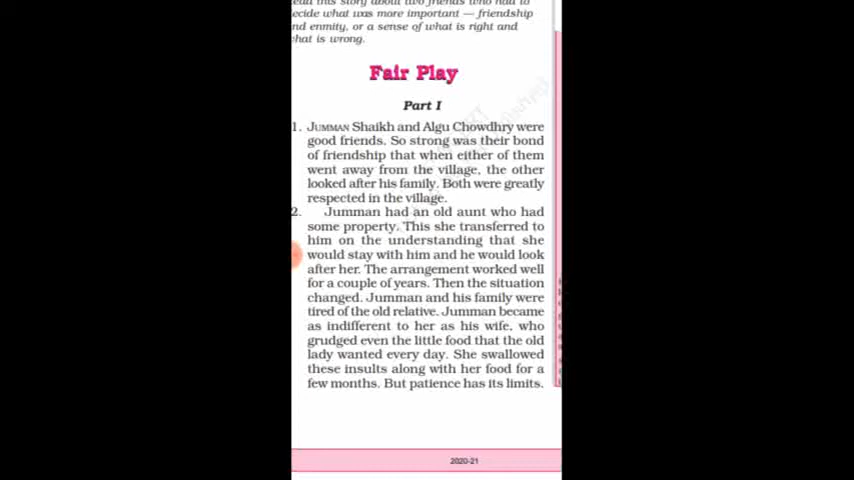 read this story about two friends who had to
decide what was more important — friendship
and enmity, or a sense of what is right and
what is wrong.
Fair Play
Part I
1. JUMMAN Shaikh and Algu Chowdhry were
good friends. So strong was their bond
of friendship that when either of them
went away from the village, the other
looked after his family. Both were greatly
respected in the village.
2. Jumman had an old aunt who had
some property. This she transferred to
him on the understanding that she
would stay with him and he would look
after her. The arrangement worked well
for a couple of years. Then the situation
changed. Jumman and his family were
tired of the old relative. Jumman became
as indifferent to her as his wife, who
grudged even the little food that the old
lady wanted every day. She swallowed
these insults along with her food for a
few months. But patience has its limits.
2020-21